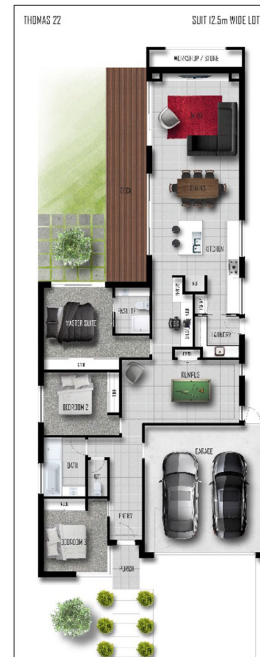 THOMAS 22
SUIT 12.5m WIDE LOT
WORKSHOP / STORE
DECK
DINING
KITCHEN
ENSUITE
MASTER SUITE
LAUNDRY
RUMPUS
BEDROOM 2
BATH
GARAGE
ENTRY
BEDROOM 3
PORCH